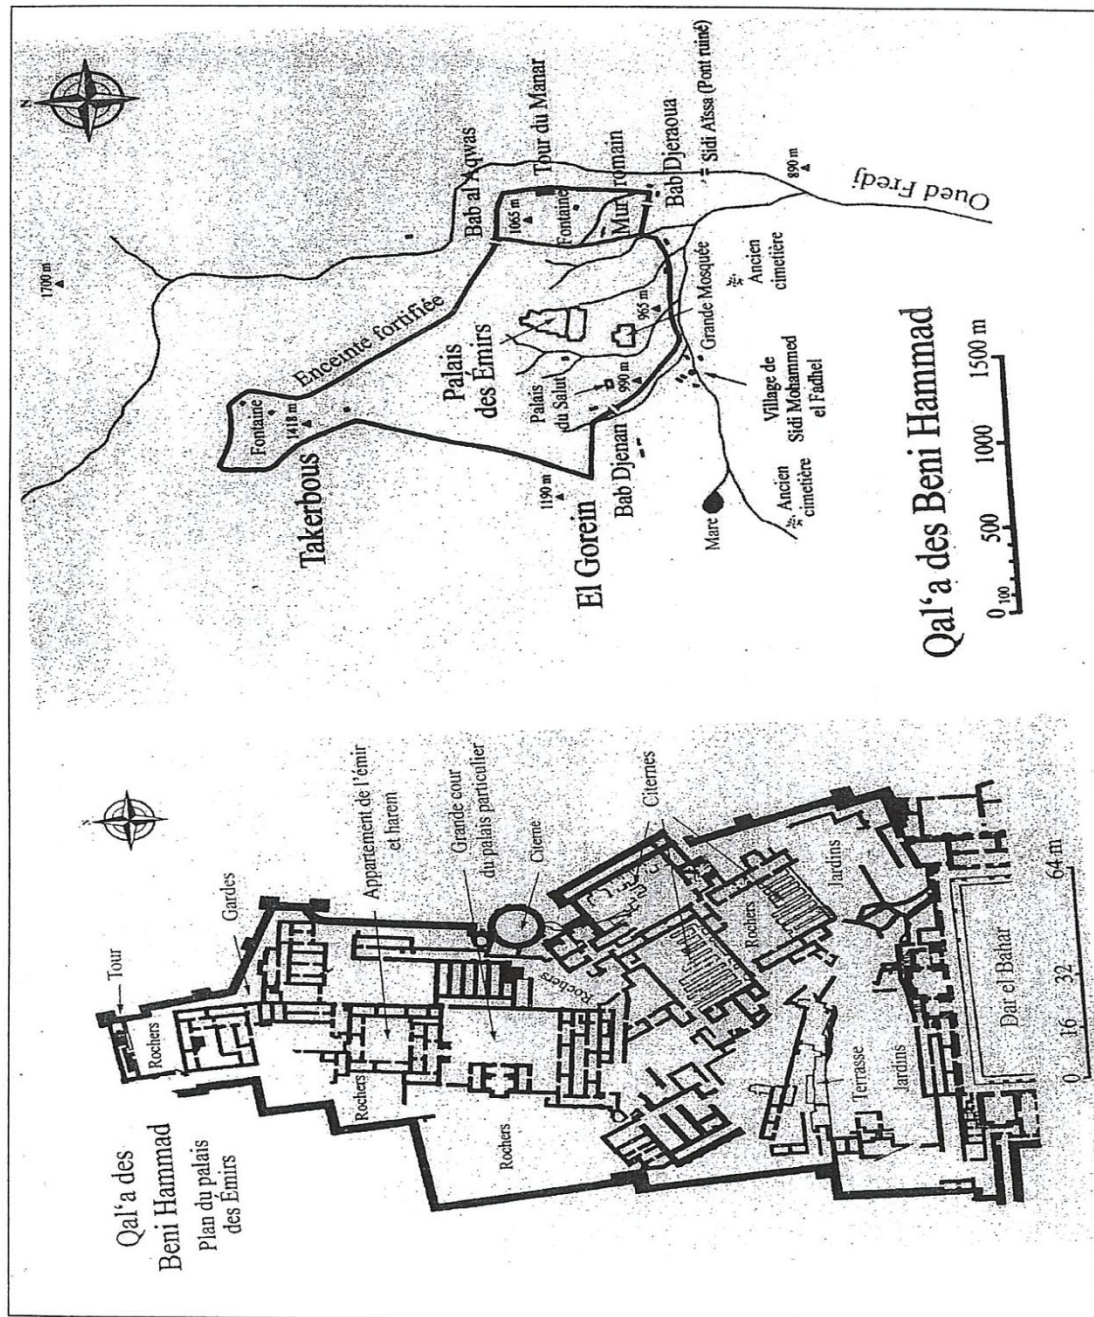 Qal‘a des
Beni Hammad
Plan du palais
des Émirs
N
Tour
Rochers
Gardes
Rochers
Appartement de l’émir
et harem
Grande cour
du palais particulier
Citerne
Rochers
Rochers
Citernes
Rochers
Jardins
Terrasse
Jardins
Dar el Bahar
0 16 32 64 m
N
1700 m
Bab al Aqwas
Tour du Manar
1065 m
Fontaine
Mur romain
Bab Djeraoua
Sidi Aïssa (Pont ruiné)
890 m
Oued Fredj
Enceinte fortifiée
Fontaine
1418 m
Takerbous
Palais
des Émirs
Palais
du Salut
990 m
965 m
Grande Mosquée
Ancien
cimetière
1190 m
El Gorein
Bab Djenan
Village de
Sidi Mohammed
el Fadhel
Mare
Ancien
cimetière
Qal‘a des Beni Hammad
0 100 500 1000 1500 m